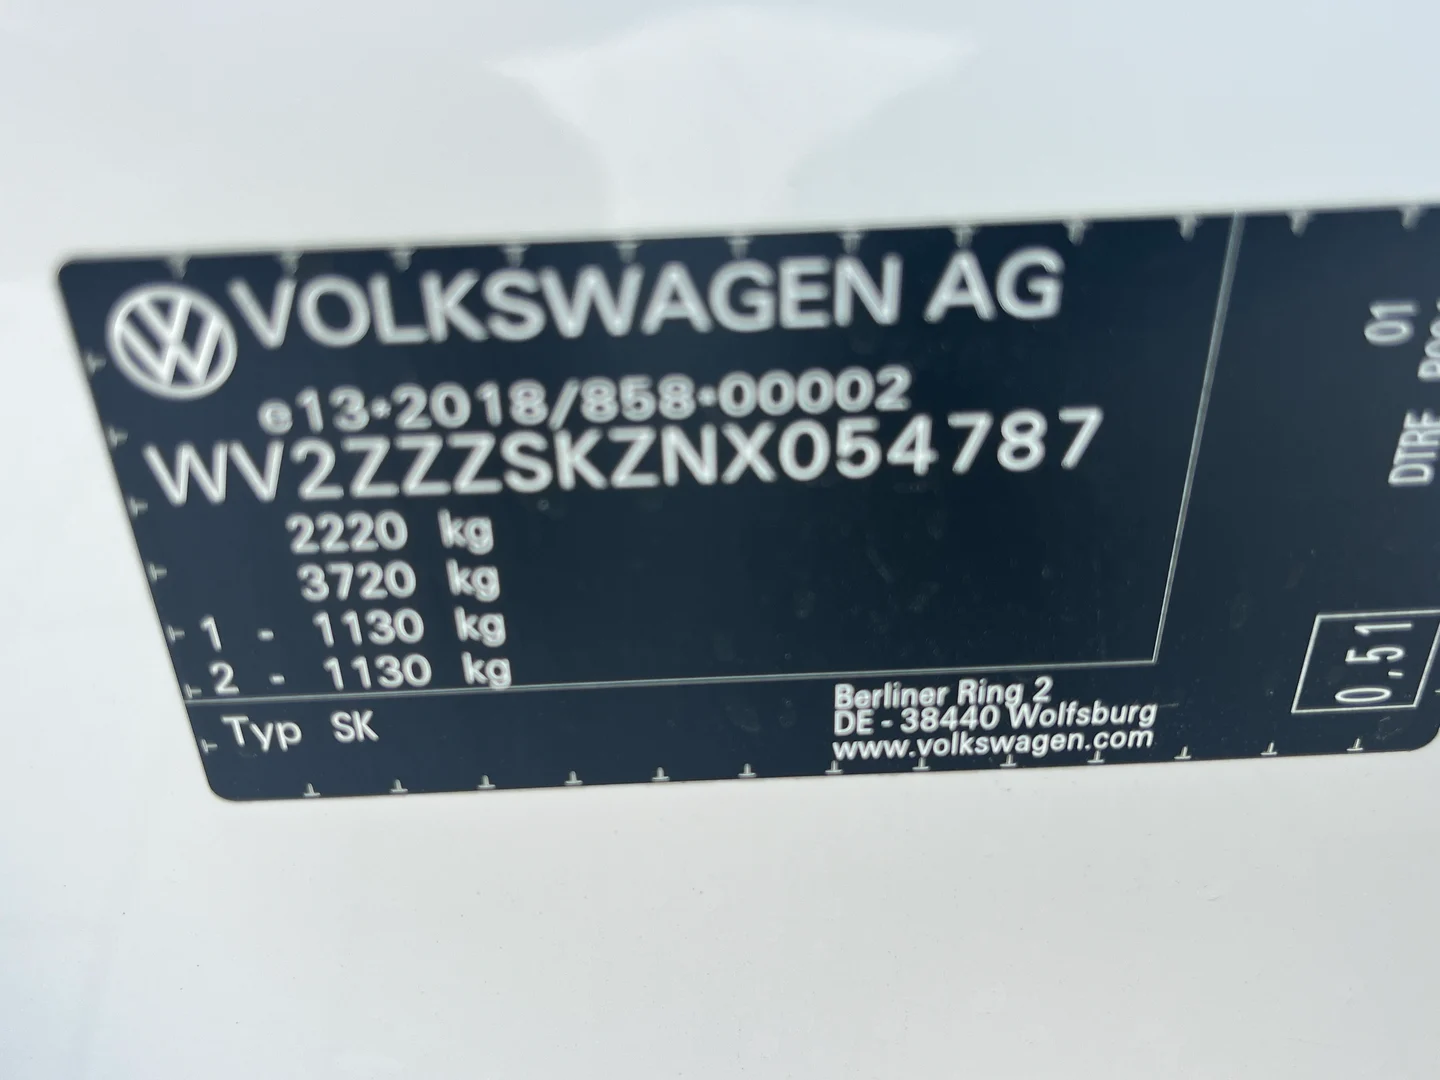 VOLKSWAGEN AG
e13*2018/858*00002
WV2ZZZSKZNX054787
2220 kg
3720 kg
1 - 1130 kg
2 - 1130 kg
Typ SK
Berliner Ring 2
DE - 38440 Wolfsburg
www.volkswagen.com
01
DTRF
0,51